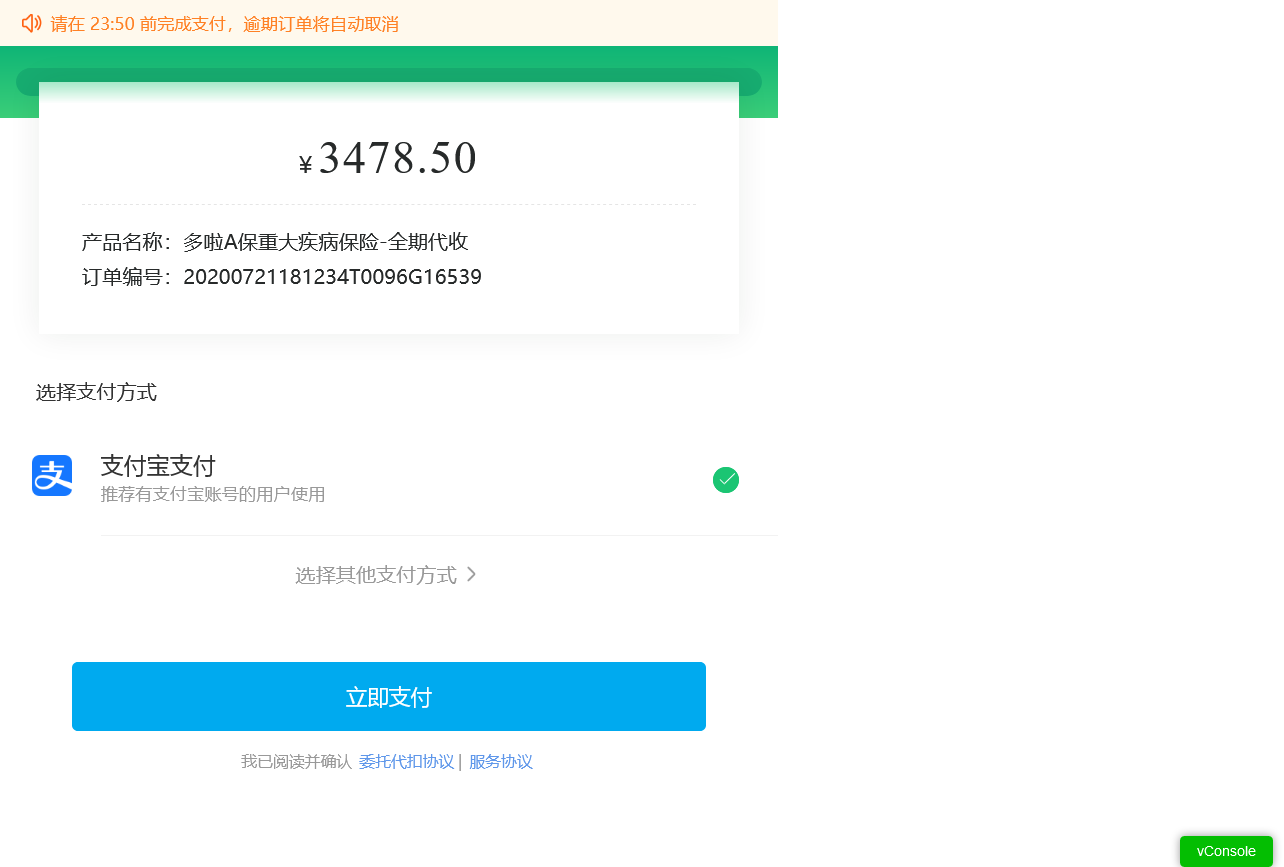 请在 23:50 前完成支付，逾期订单将自动取消
¥3478.50
产品名称：多啦A保重大疾病保险-全期代收
订单编号：20200721181234T0096G16539
选择支付方式
支
支付宝支付
推荐有支付宝账号的用户使用
选择其他支付方式 >
立即支付
我已阅读并确认 委托代扣协议 | 服务协议
vConsole